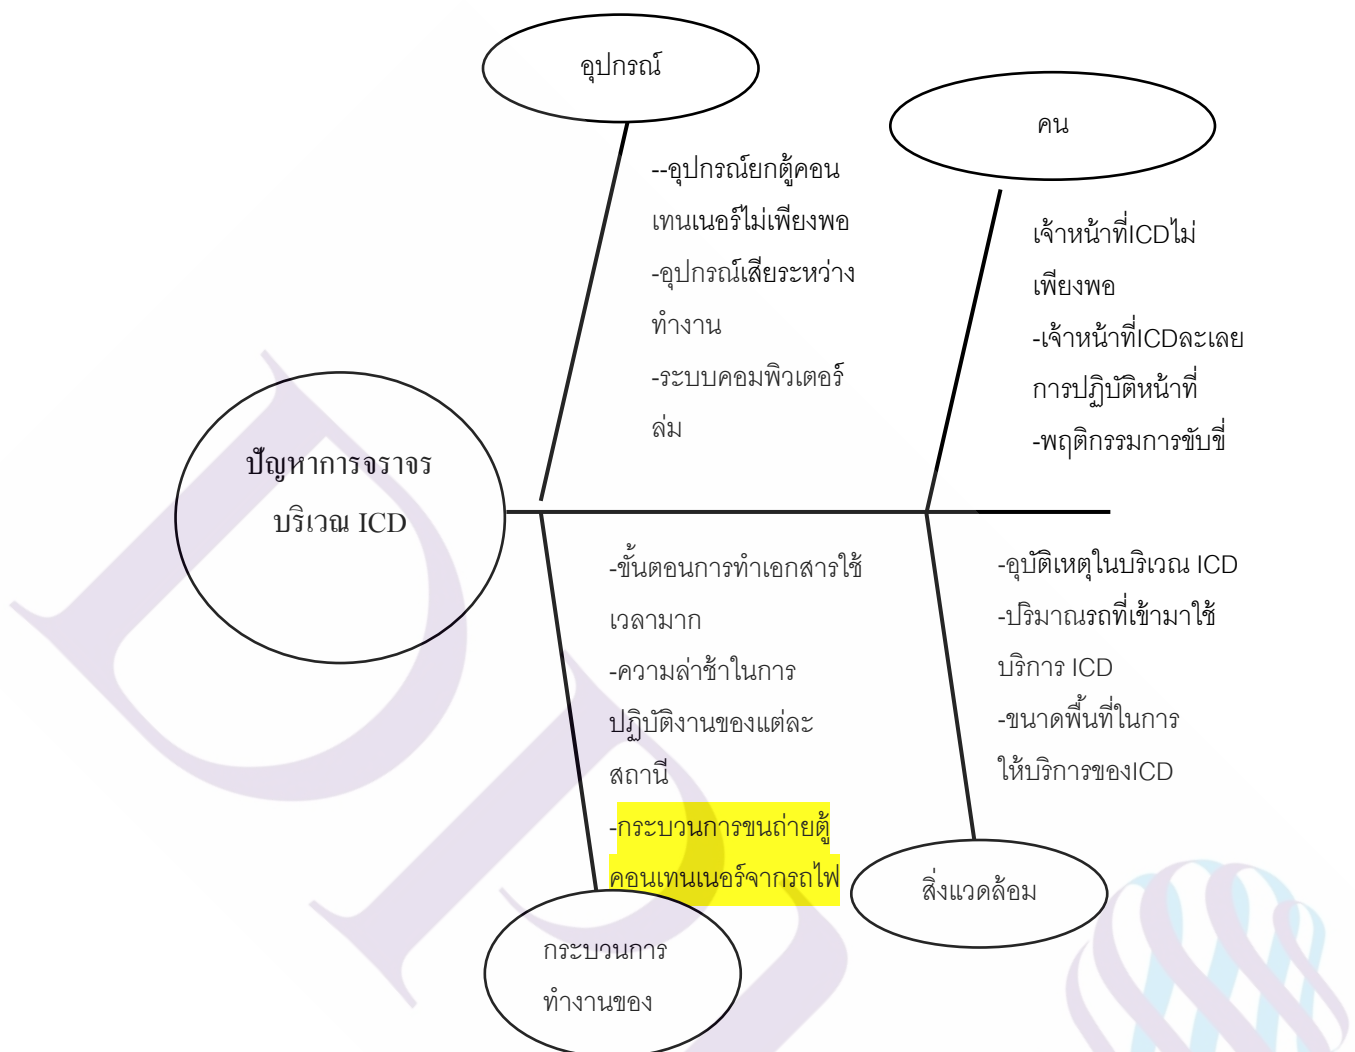 อุปกรณ์
คน
--อุปกรณ์ยกตู้คอน
เทนเนอร์ไม่เพียงพอ
-อุปกรณ์เสียระหว่าง
ทำงาน
-ระบบคอมพิวเตอร์
ล่ม
เจ้าหน้าที่ICDไม่
เพียงพอ
-เจ้าหน้าที่ICDละเลย
การปฏิบัติหน้าที่
-พฤติกรรมการขับขี่
ปัญหาการจราจร
บริเวณ ICD
-ขั้นตอนการทำเอกสารใช้
เวลามาก
-ความล่าช้าในการ
ปฏิบัติงานของแต่ละ
สถานี
-กระบวนการขนถ่ายตู้
คอนเทนเนอร์จากรถไฟ
-อุบัติเหตุในบริเวณ ICD
-ปริมาณรถที่เข้ามาใช้
บริการ ICD
-ขนาดพื้นที่ในการ
ให้บริการของICD
กระบวนการ
ทำงานของ
สิ่งแวดล้อม